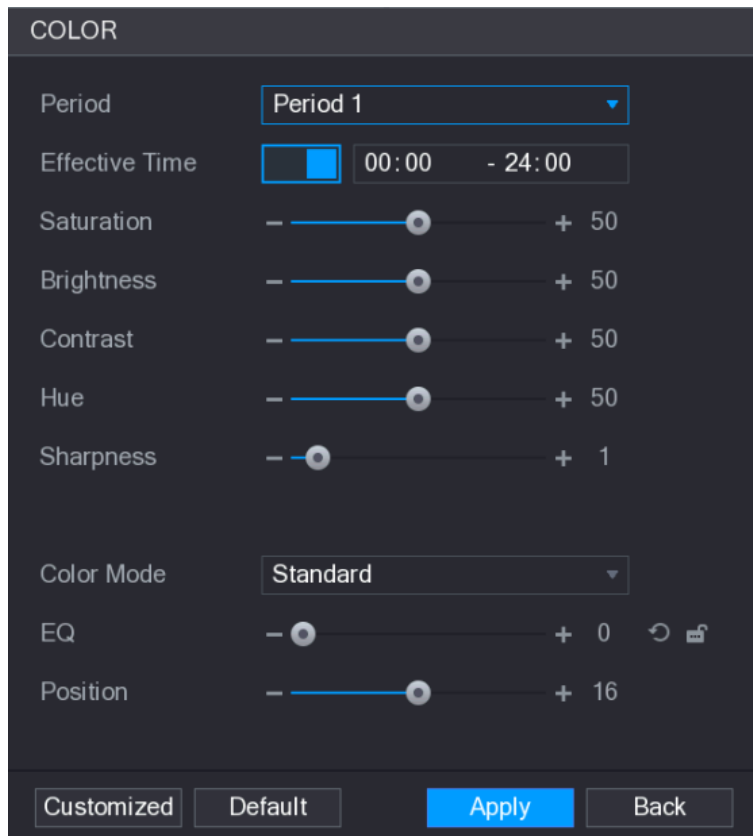 COLOR
Period Period 1
Effective Time 00:00 - 24:00
Saturation 50
Brightness 50
Contrast 50
Hue 50
Sharpness 1
Color Mode Standard
EQ 0
Position 16
Customized Default Apply Back